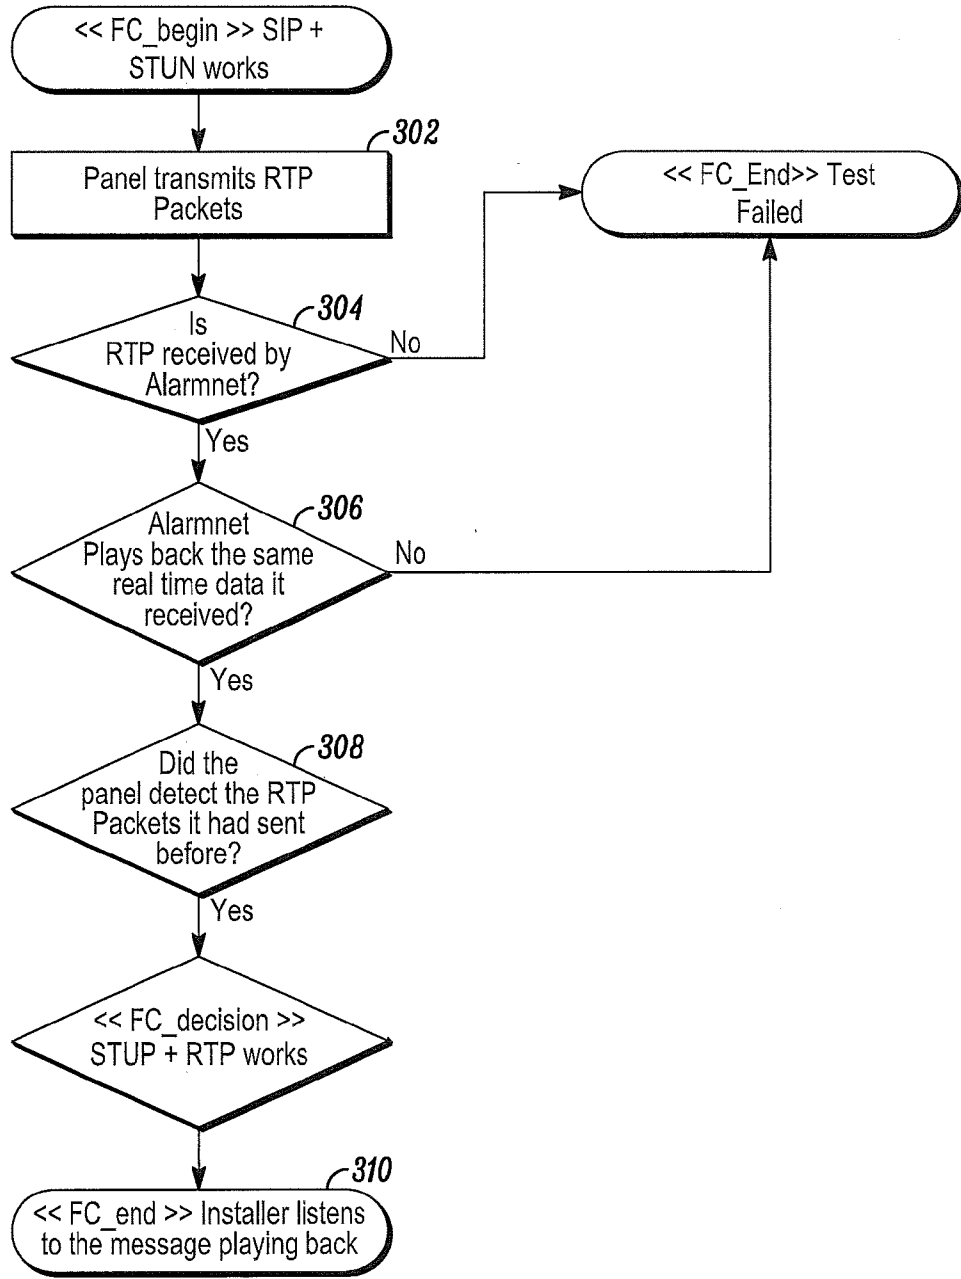 << FC_begin >> SIP +
STUN works
302
Panel transmits RTP
Packets
<< FC_End>> Test
Failed
304
Is
RTP received by
Alarmnet?
No
Yes
306
Alarmnet
Plays back the same
real time data it
received?
No
Yes
308
Did the
panel detect the RTP
Packets it had sent
before?
Yes
<< FC_decision >>
STUP + RTP works
310
<< FC_end >> Installer listens
to the message playing back